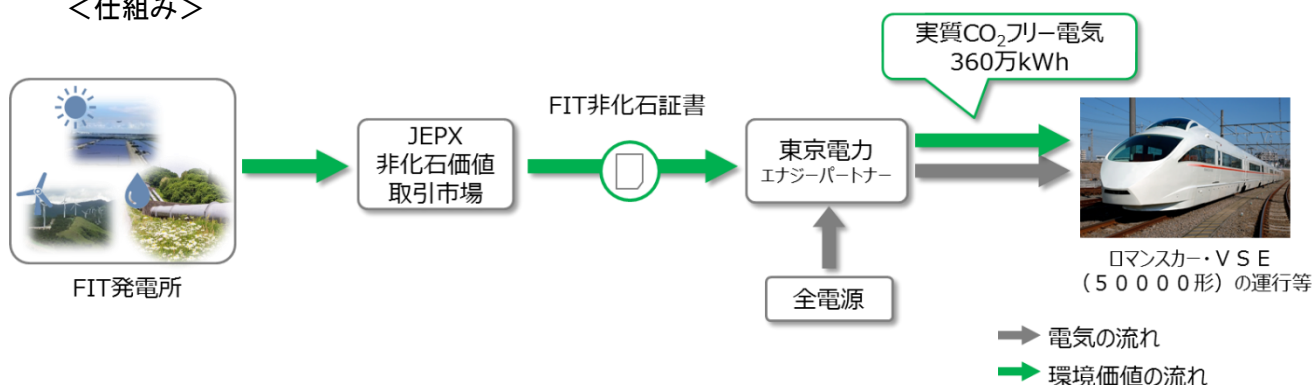 ＜仕組み＞
実質CO₂フリー電気
360万kWh
FIT非化石証書
JEPX
非化石価値
取引市場
東京電力
エナジーパートナー
FIT発電所
全電源
ロマンスカー・ＶＳＥ
（５００００形）の運行等
電気の流れ
環境価値の流れ